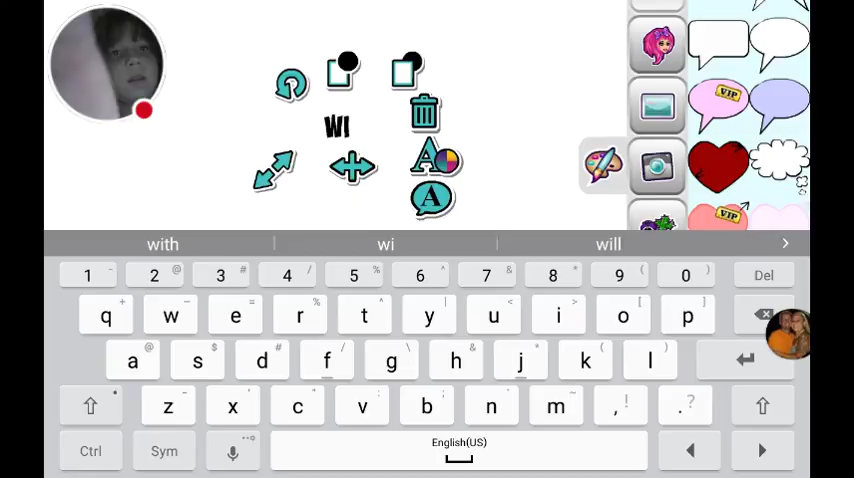 VIP
WI
A
A
VIP
with wi will >
1 - 2 @ 3 # 4 / 5 % 6 ^ 7 & 8 * 9 ( 0 ) Del
q + w − e = r % t ^ y | u < i > o [ p ]
a @ s $ d # f / g ( h & j * k ( l )
z - x ' c " v : b ; n ~ m ~ , ! . ?
Ctrl Sym English(US)